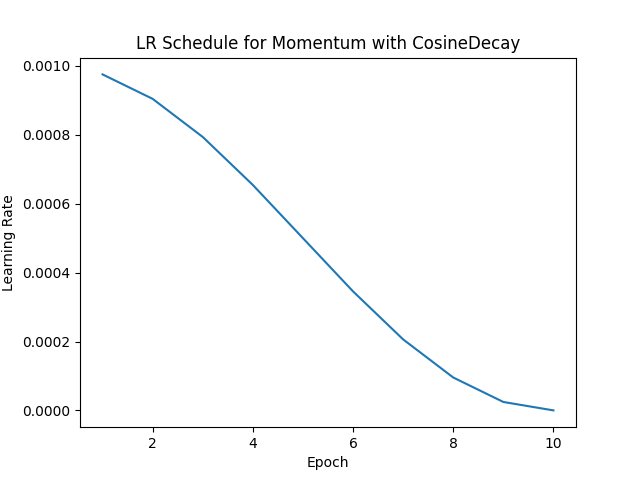 LR Schedule for Momentum with CosineDecay
0.0010
0.0008
0.0006
0.0004
0.0002
0.0000
Learning Rate
2 4 6 8 10
Epoch